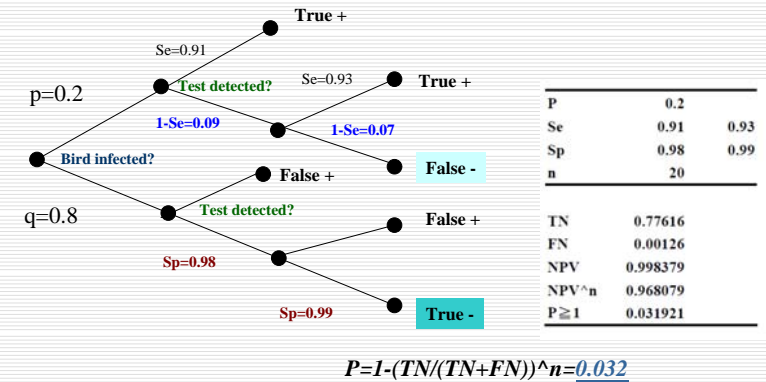 True +
Se=0.91
p=0.2
Test detected?
Se=0.93
True +
1-Se=0.09
1-Se=0.07
Bird infected?
False +
False -
q=0.8
Test detected?
False +
Sp=0.98
Sp=0.99
True -
P 0.2
Se 0.91 0.93
Sp 0.98 0.99
n 20
TN 0.77616
FN 0.00126
NPV 0.998379
NPV^n 0.968079
P≧1 0.031921
P=1-(TN/(TN+FN))^n=0.032